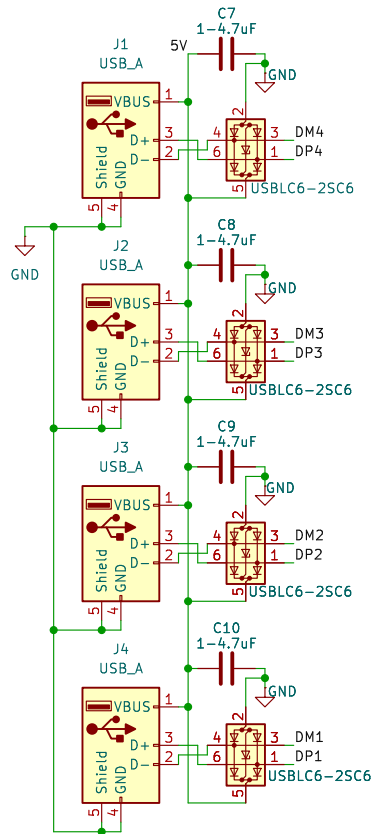 C7
1-4.7uF
5V
GND
J1
USB_A
VBUS 1
D+ 3
D- 2
Shield
GND
5
4
2
4
6
3
1
5
DM4
DP4
USBLC6-2SC6
GND
C8
1-4.7uF
GND
J2
USB_A
VBUS 1
D+ 3
D- 2
Shield
GND
5
4
2
4
6
3
1
5
DM3
DP3
USBLC6-2SC6
C9
1-4.7uF
GND
J3
USB_A
VBUS 1
D+ 3
D- 2
Shield
GND
5
4
2
4
6
3
1
5
DM2
DP2
USBLC6-2SC6
C10
1-4.7uF
GND
J4
USB_A
VBUS 1
D+ 3
D- 2
Shield
GND
5
4
2
4
6
3
1
5
DM1
DP1
USBLC6-2SC6